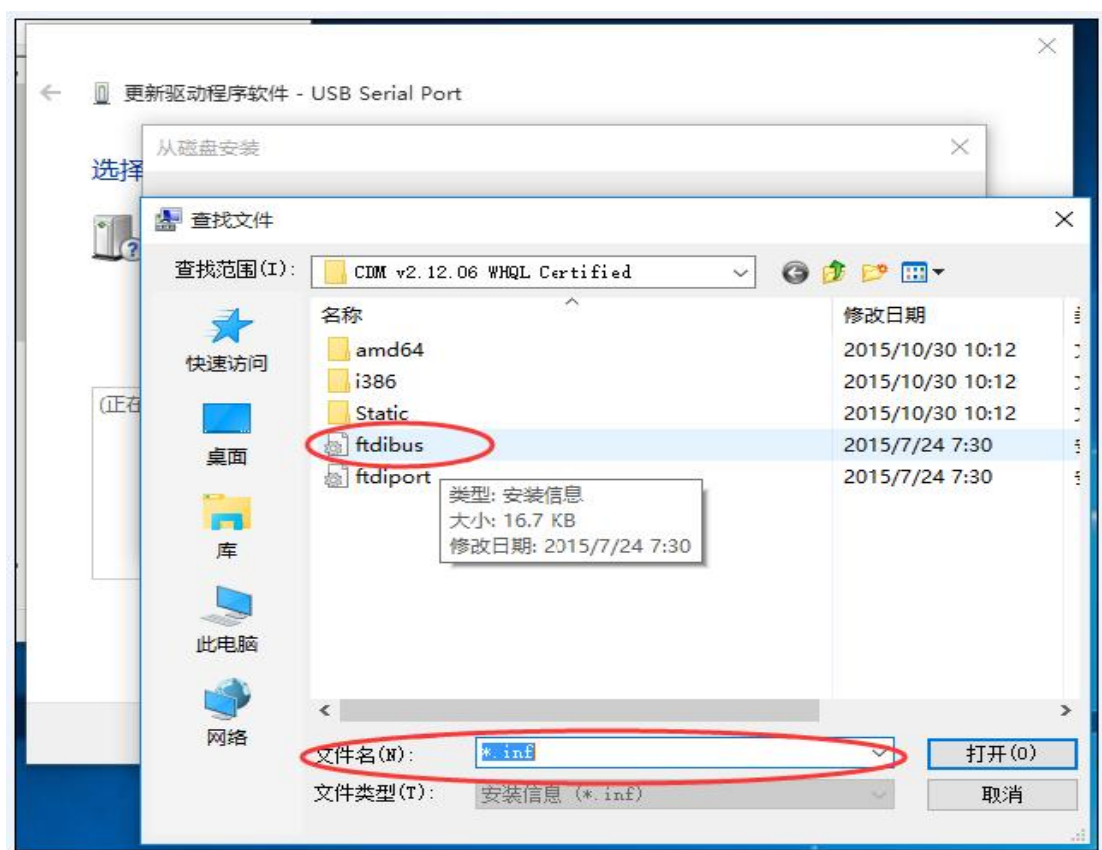 更新驱动程序软件 - USB Serial Port
从磁盘安装
选择
查找文件
查找范围(I):
CDM v2.12.06 WHQL Certified
名称
修改日期
快速访问
amd64
2015/10/30 10:12
i386
2015/10/30 10:12
(正在
Static
2015/10/30 10:12
桌面
ftdibus
2015/7/24 7:30
ftdiport
2015/7/24 7:30
类型: 安装信息
大小: 16.7 KB
修改日期: 2015/7/24 7:30
库
此电脑
网络
文件名(N):
*.inf
打开(O)
文件类型(T):
安装信息 (*.inf)
取消